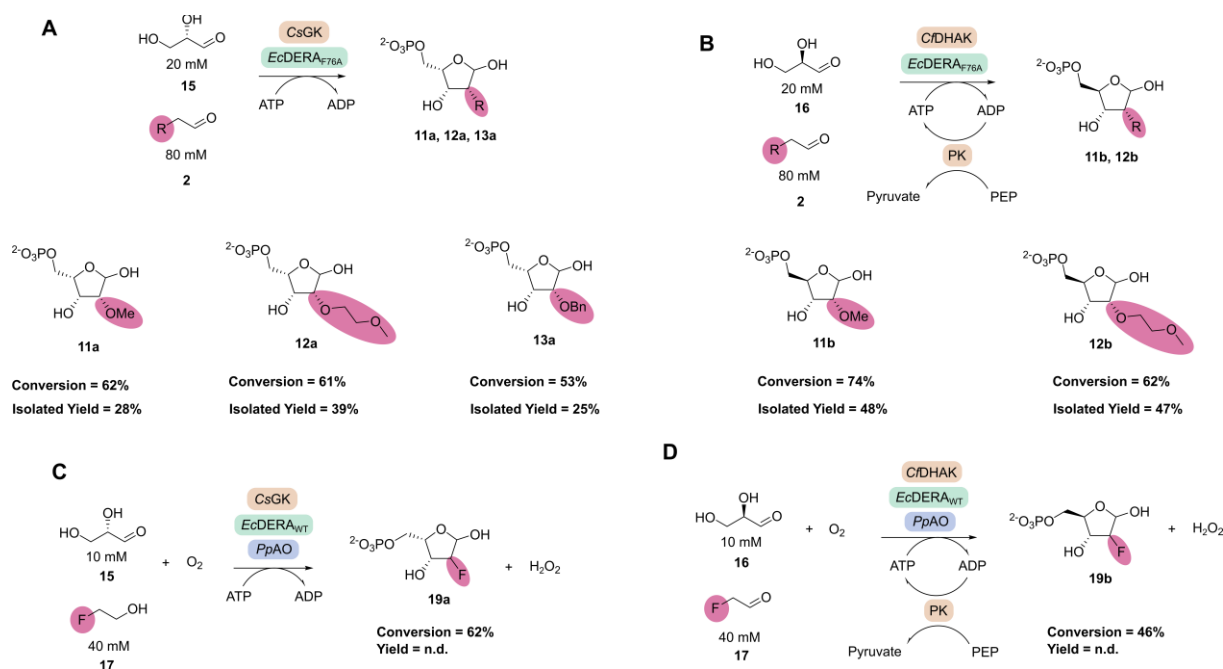 A
OH
HO
O
20 mM
15
R
O
80 mM
2
CsGK
EcDERAF76A
ATP
ADP
2-O3PO
O
OH
HO
R
11a, 12a, 13a
B
OH
HO
O
20 mM
16
R
O
80 mM
2
CfDHAK
EcDERAF76A
ATP
ADP
PK
Pyruvate
PEP
2-O3PO
O
OH
HO
R
11b, 12b
2-O3PO
O
OH
HO
OMe
11a
Conversion = 62%
Isolated Yield = 28%
2-O3PO
O
OH
HO
O
O
12a
Conversion = 61%
Isolated Yield = 39%
2-O3PO
O
OH
HO
OBn
13a
Conversion = 53%
Isolated Yield = 25%
2-O3PO
O
OH
HO
OMe
11b
Conversion = 74%
Isolated Yield = 48%
2-O3PO
O
OH
HO
O
O
12b
Conversion = 62%
Isolated Yield = 47%
C
OH
HO
O
10 mM
15
+ O2
F
OH
40 mM
17
CsGK
EcDERAWT
PpAO
ATP
ADP
2-O3PO
O
OH
HO
F
19a
+ H2O2
Conversion = 62%
Yield = n.d.
D
OH
HO
O
10 mM
16
+ O2
F
O
40 mM
17
CfDHAK
EcDERAWT
PpAO
ATP
ADP
PK
Pyruvate
PEP
2-O3PO
O
OH
HO
F
19b
+ H2O2
Conversion = 46%
Yield = n.d.